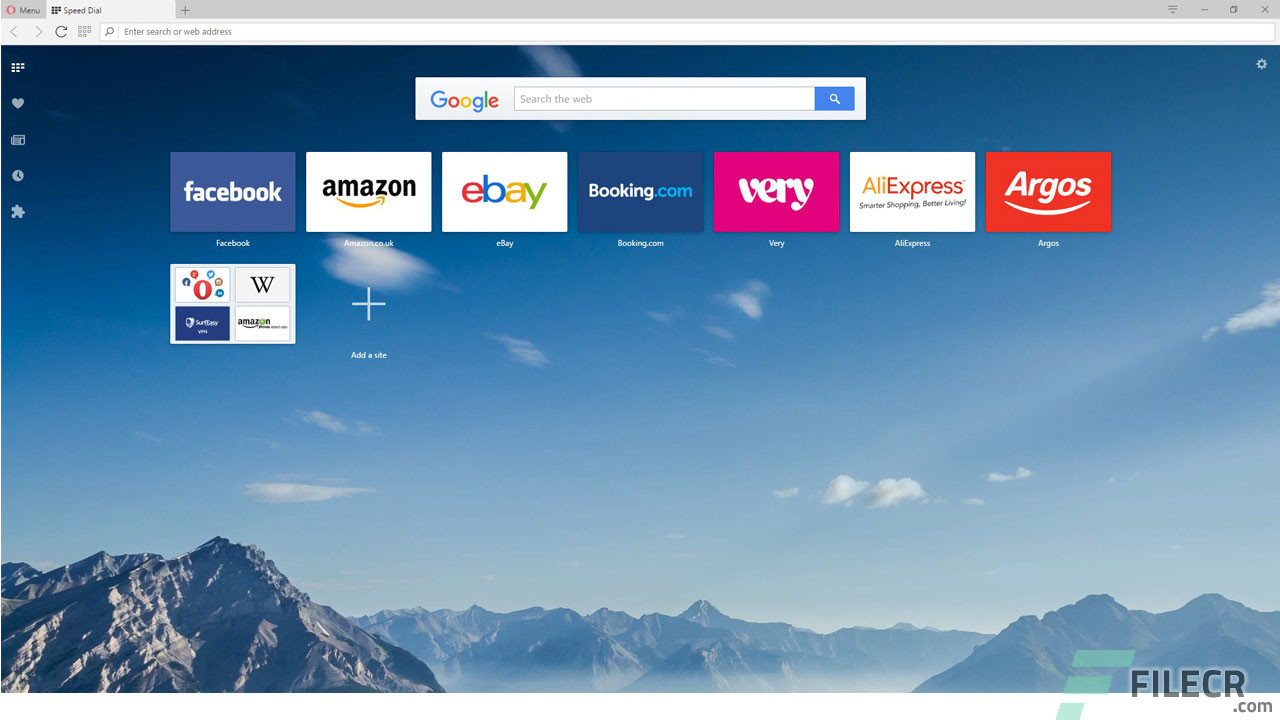 Menu
Speed Dial
Enter search or web address
Google
Search the web
facebook
amazon
ebay
Booking.com
very
AliExpress
Smarter Shopping, Better Living!
Argos
Facebook
Amazon.co.uk
eBay
Booking.com
Very
AliExpress
Argos
W
SurfEasy
VPN
amazon
Add a site
FILECR
.com